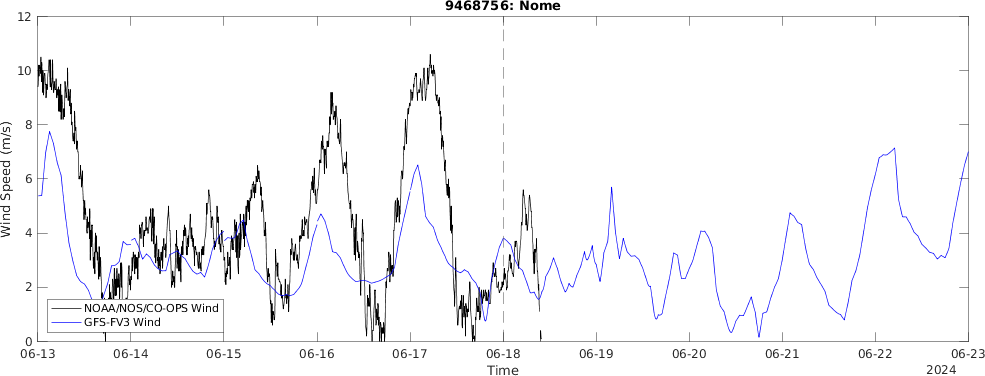 9468756: Nome
12
10
8
6
4
2
0
Wind Speed (m/s)
NOAA/NOS/CO-OPS Wind
GFS-FV3 Wind
06-13 06-14 06-15 06-16 06-17 06-18 06-19 06-20 06-21 06-22 06-23
Time
2024